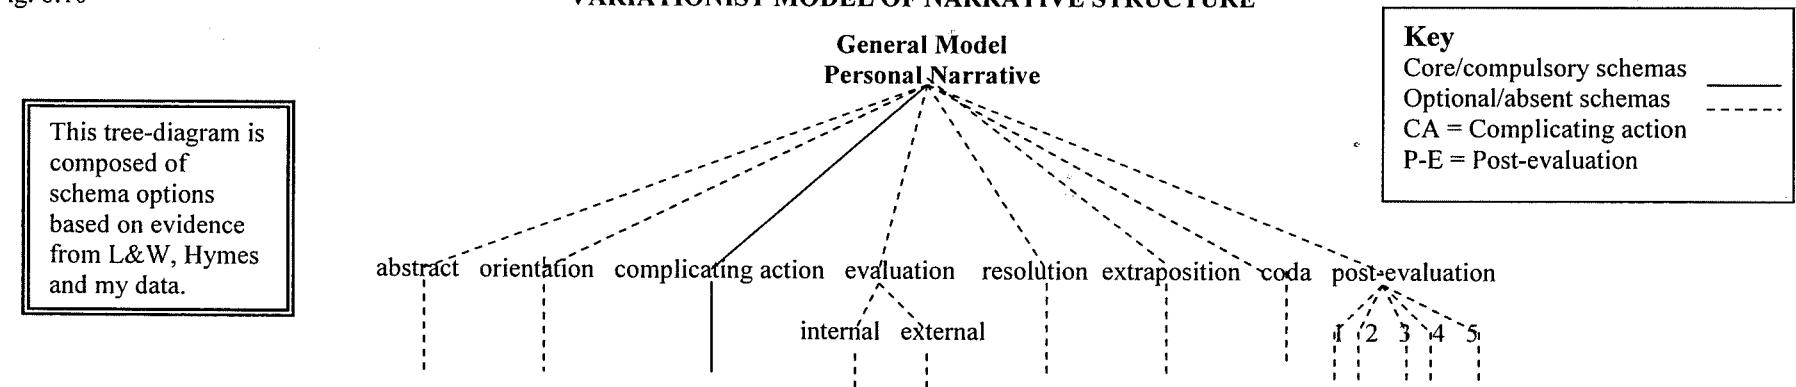 VARIATIONIST MODEL OF NARRATIVE STRUCTURE
General Model
Personal Narrative
Key
Core/compulsory schemas
Optional/absent schemas
CA = Complicating action
P-E = Post-evaluation
This tree-diagram is
composed of
schema options
based on evidence
from L&W, Hymes
and my data.
abstract orientation complicating action evaluation resolution extraposition coda post-evaluation
internal external 1 2 3 4 5